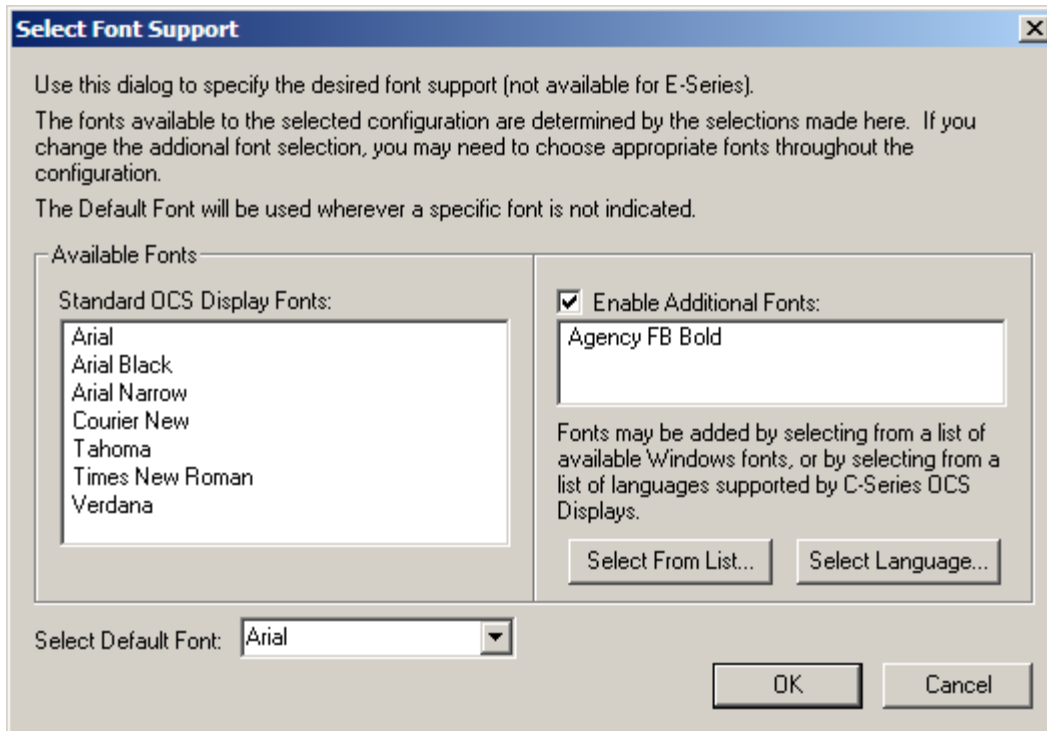 Select Font Support
Use this dialog to specify the desired font support (not available for E-Series).
The fonts available to the selected configuration are determined by the selections made here.  If you
change the addional font selection, you may need to choose appropriate fonts throughout the
configuration.
The Default Font will be used wherever a specific font is not indicated.
Available Fonts
Standard OCS Display Fonts:
Arial
Arial Black
Arial Narrow
Courier New
Tahoma
Times New Roman
Verdana
Enable Additional Fonts:
Agency FB Bold
Fonts may be added by selecting from a list of
available Windows fonts, or by selecting from a
list of languages supported by C-Series OCS
Displays.
Select From List...
Select Language...
Select Default Font:
Arial
OK
Cancel